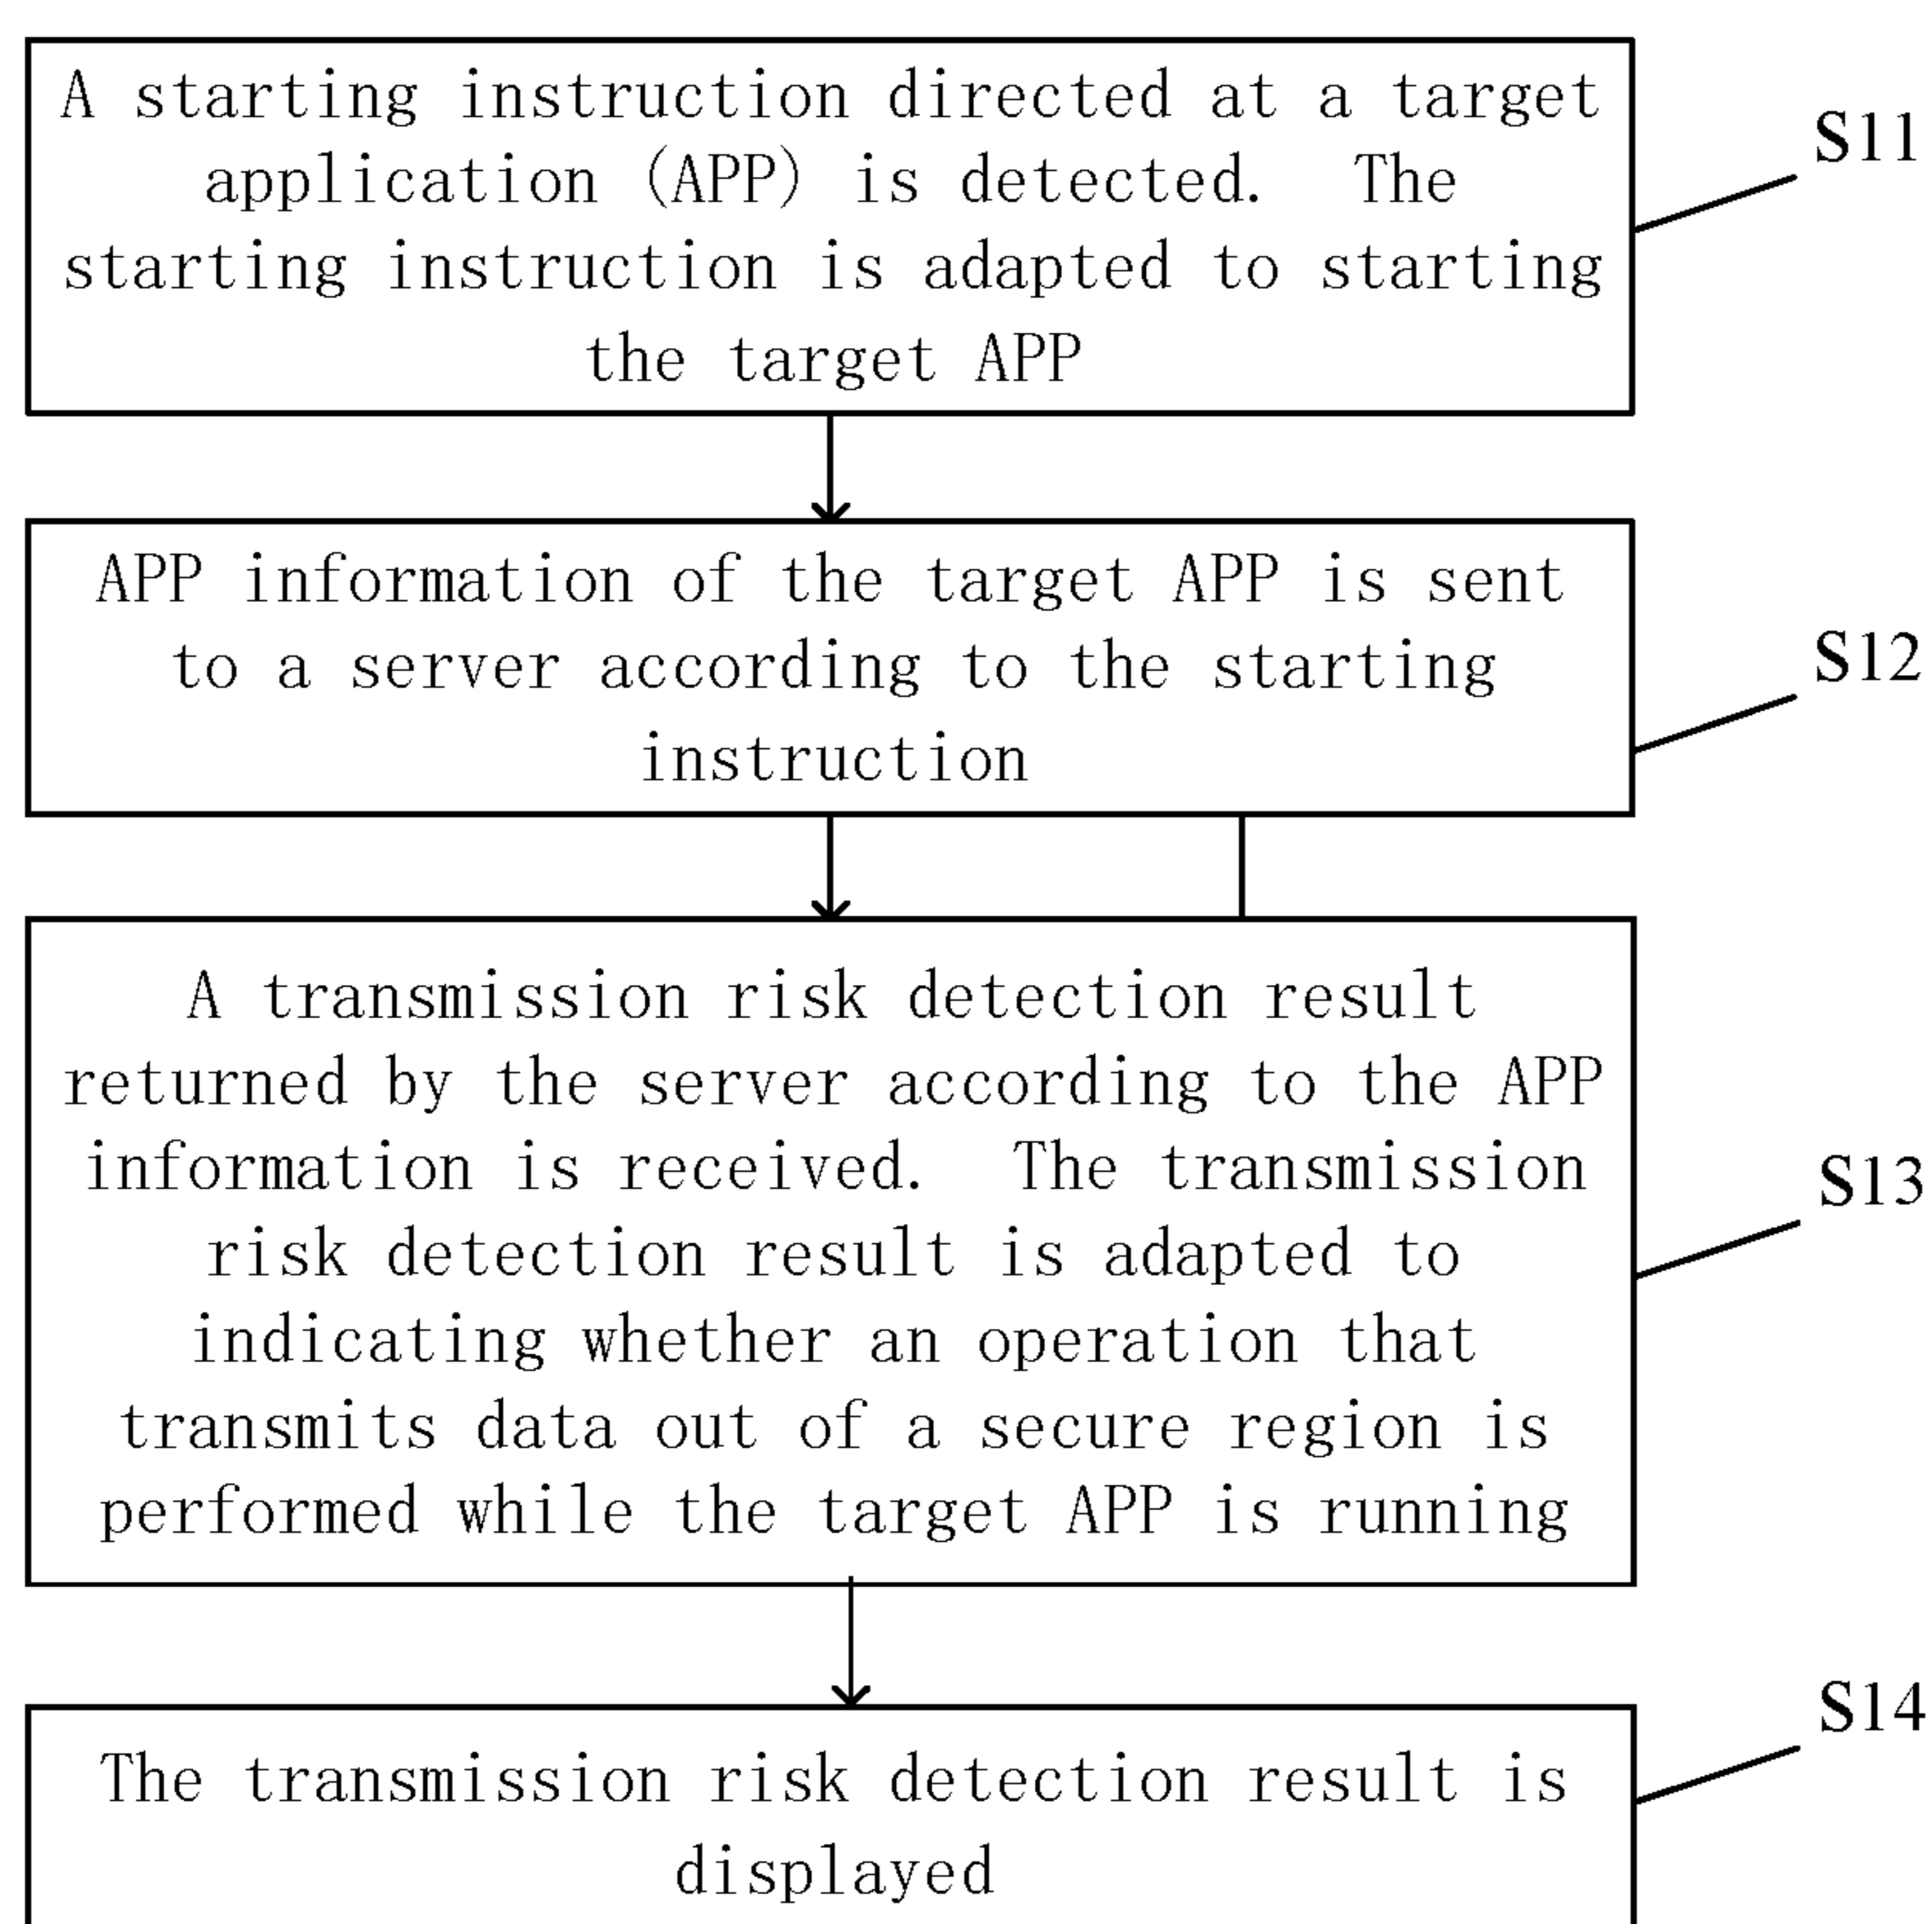 A starting instruction directed at a target
application (APP) is detected. The
starting instruction is adapted to starting
the target APP
S11
APP information of the target APP is sent
to a server according to the starting
instruction
S12
A transmission risk detection result
returned by the server according to the APP
information is received. The transmission
risk detection result is adapted to
indicating whether an operation that
transmits data out of a secure region is
performed while the target APP is running
S13
The transmission risk detection result is
displayed
S14